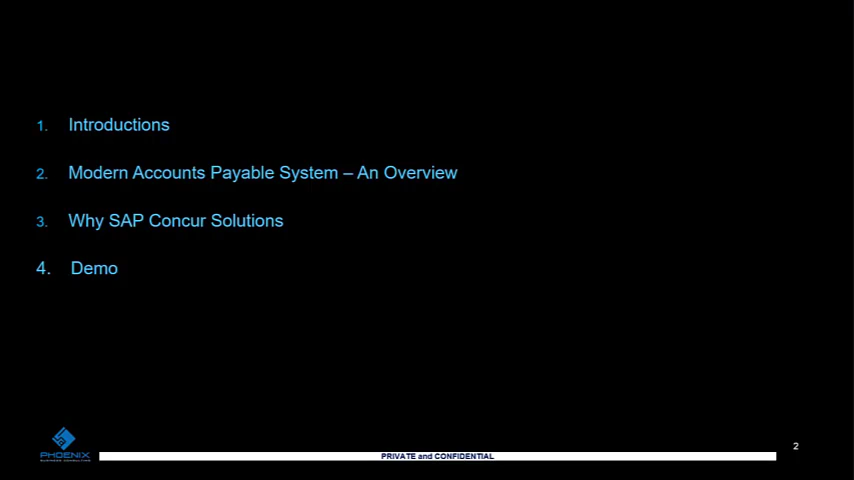 1. Introductions
2. Modern Accounts Payable System – An Overview
3. Why SAP Concur Solutions
4. Demo
PHOENIX
PRIVATE and CONFIDENTIAL
2